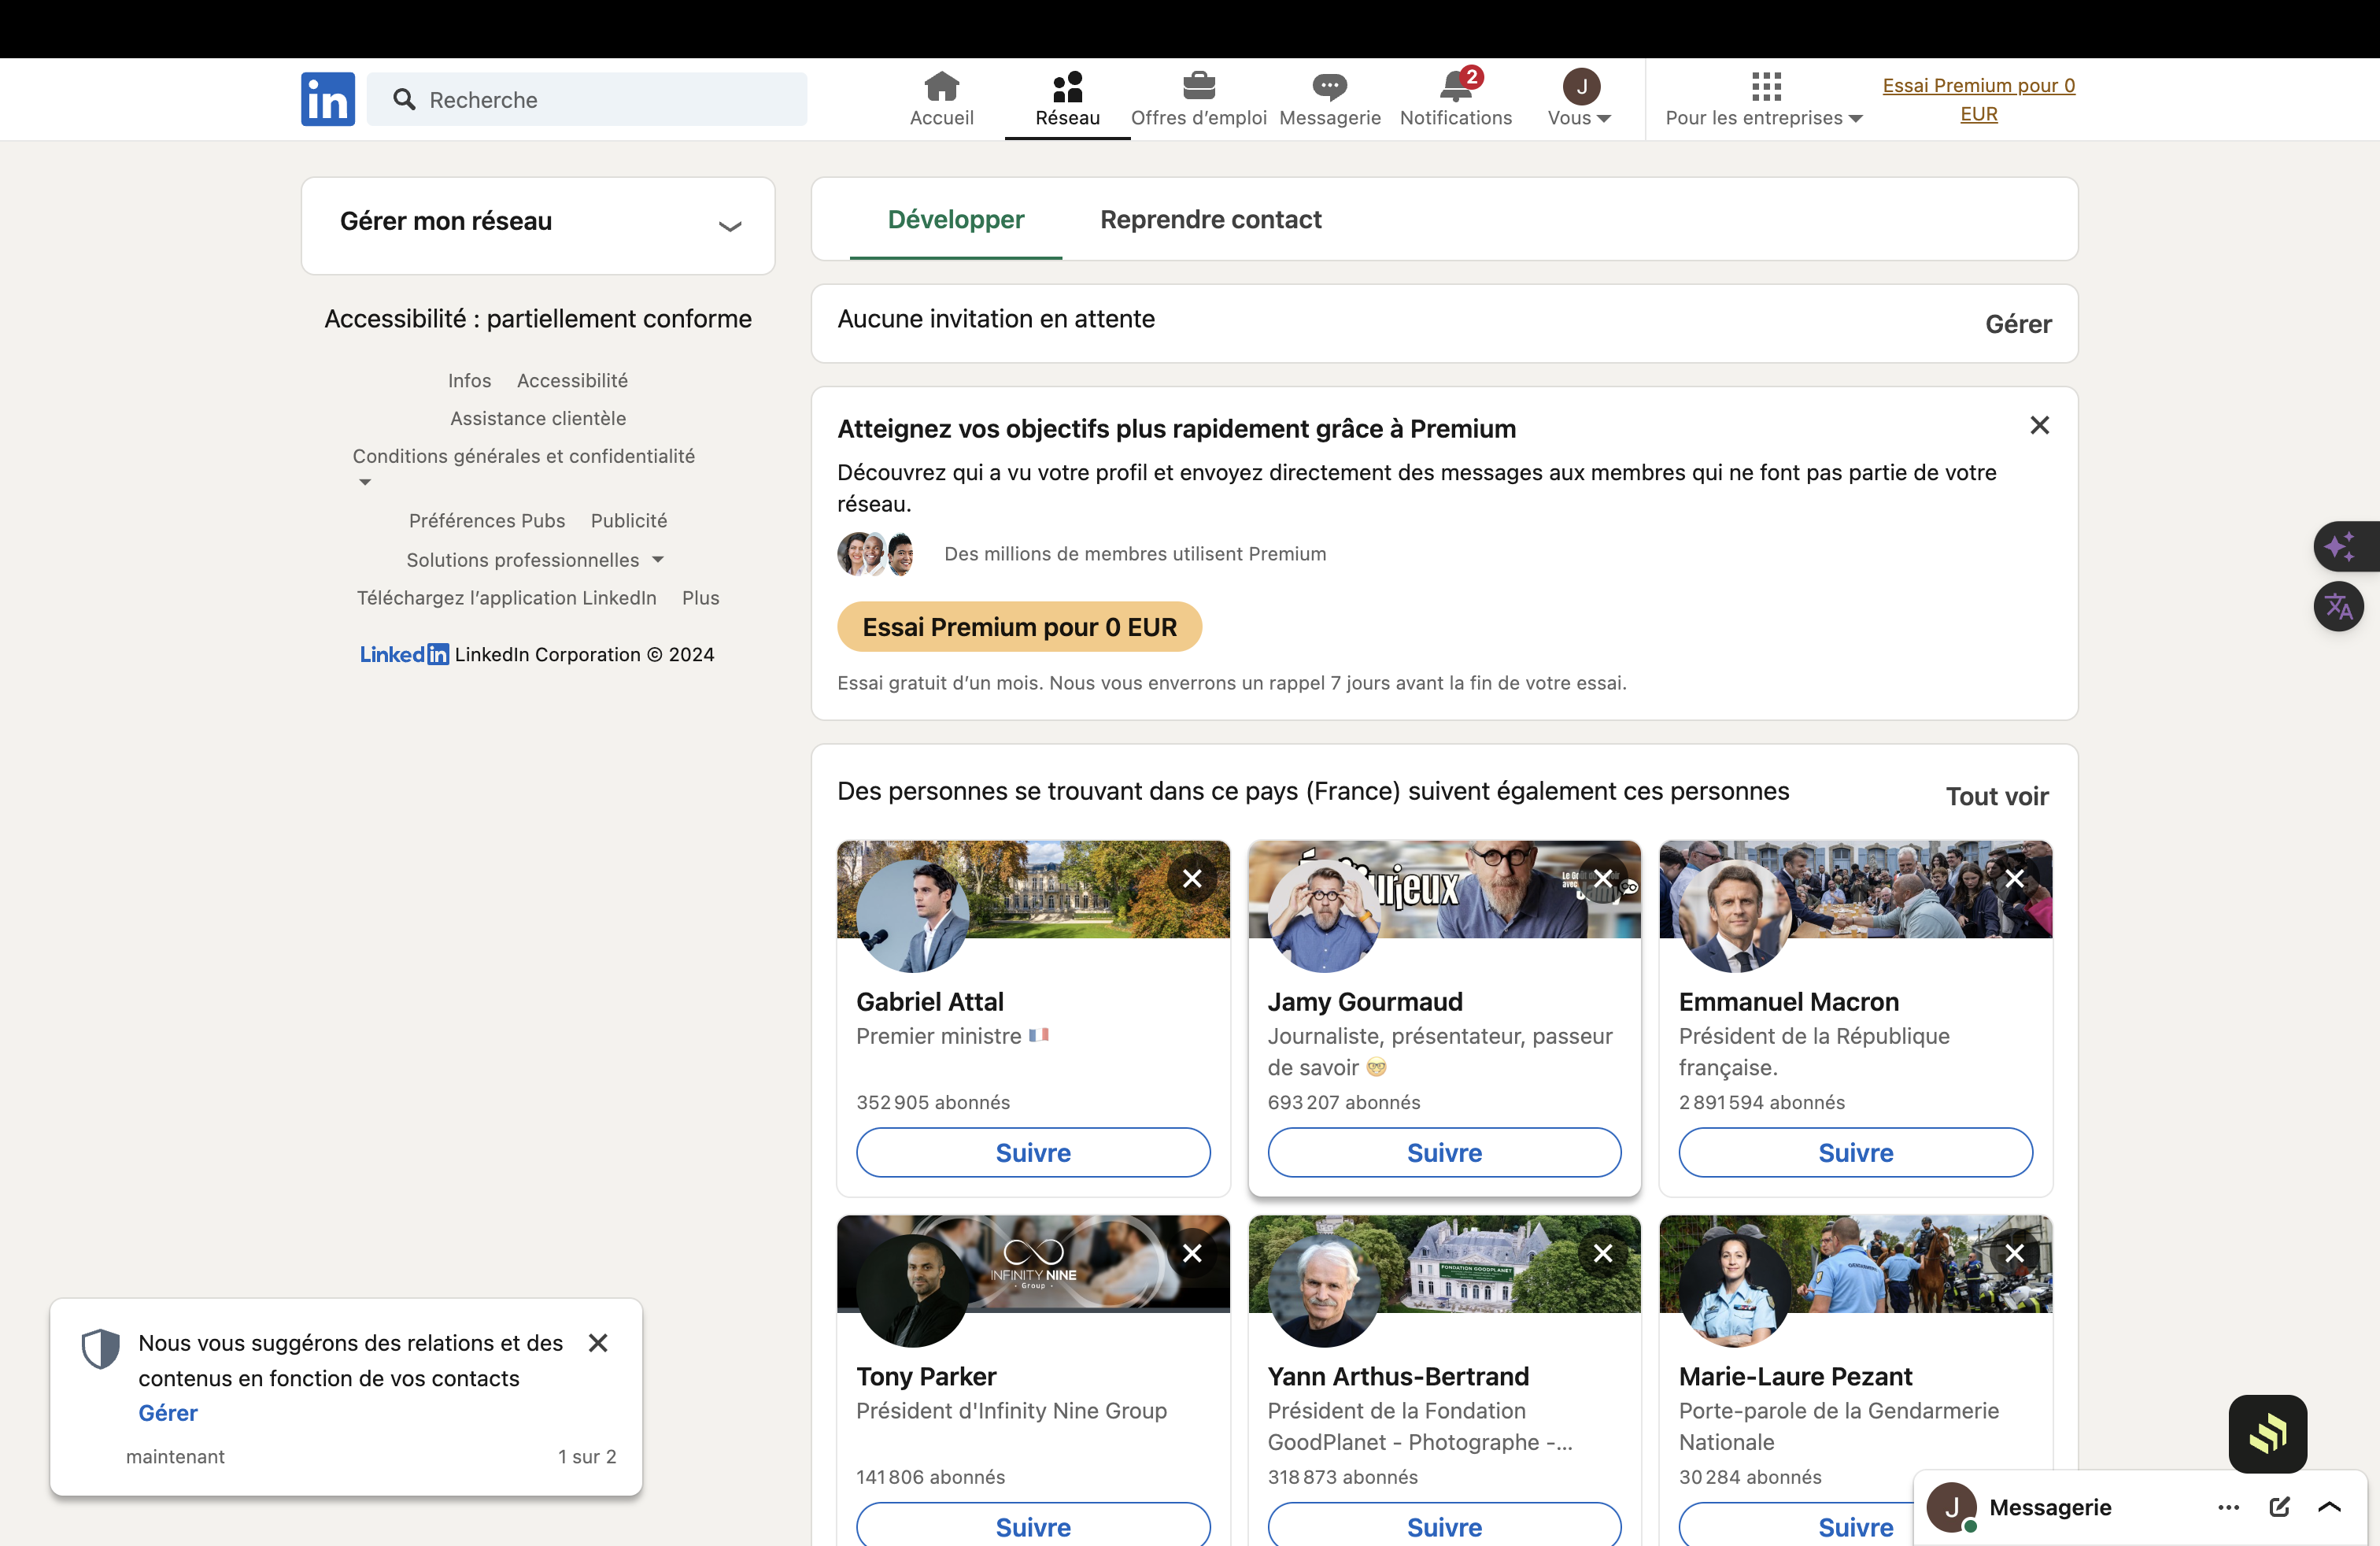 in
Recherche
Accueil
Réseau
Offres d’emploi
Messagerie
2
Notifications
J
Vous
Pour les entreprises
Essai Premium pour 0
EUR
Gérer mon réseau
Accessibilité : partiellement conforme
Infos Accessibilité
Assistance clientèle
Conditions générales et confidentialité
Préférences Pubs Publicité
Solutions professionnelles
Téléchargez l’application LinkedIn Plus
LinkedIn LinkedIn Corporation © 2024
Développer Reprendre contact
Aucune invitation en attente
Gérer
Atteignez vos objectifs plus rapidement grâce à Premium
Découvrez qui a vu votre profil et envoyez directement des messages aux membres qui ne font pas partie de votre
réseau.
Des millions de membres utilisent Premium
Essai Premium pour 0 EUR
Essai gratuit d’un mois. Nous vous enverrons un rappel 7 jours avant la fin de votre essai.
Des personnes se trouvant dans ce pays (France) suivent également ces personnes
Tout voir
Gabriel Attal
Premier ministre 🇫🇷
352 905 abonnés
Suivre
Jamy Gourmaud
Journaliste, présentateur, passeur
de savoir 🤓
693 207 abonnés
Suivre
Emmanuel Macron
Président de la République
française.
2 891 594 abonnés
Suivre
INFINITY NINE
Group
Tony Parker
Président d'Infinity Nine Group
141 806 abonnés
Suivre
FONDATION GOODPLANET
Yann Arthus-Bertrand
Président de la Fondation
GoodPlanet - Photographe -...
318 873 abonnés
Suivre
Marie-Laure Pezant
Porte-parole de la Gendarmerie
Nationale
30 284 abonnés
Suivre
Nous vous suggérons des relations et des
contenus en fonction de vos contacts
Gérer
maintenant
1 sur 2
J
Messagerie